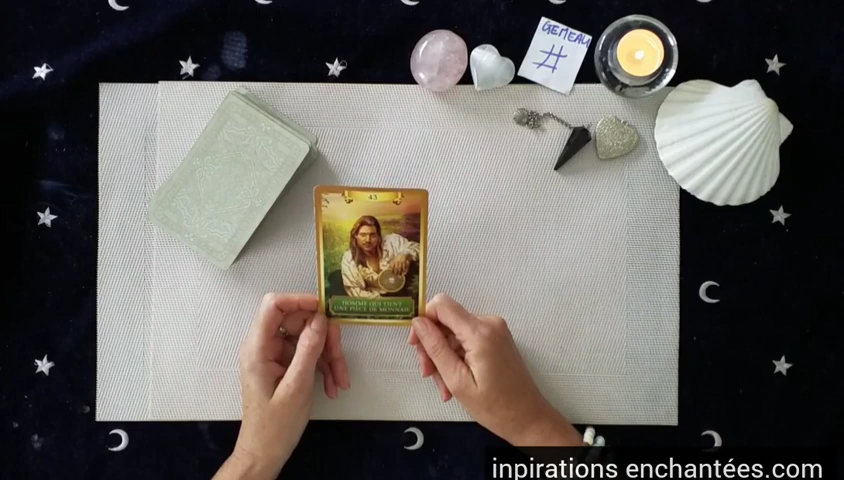 GEMEAU
#
43
HOMME QUI TIENT
UNE PIÈCE DE MONNAIE
inpirations enchantées.com